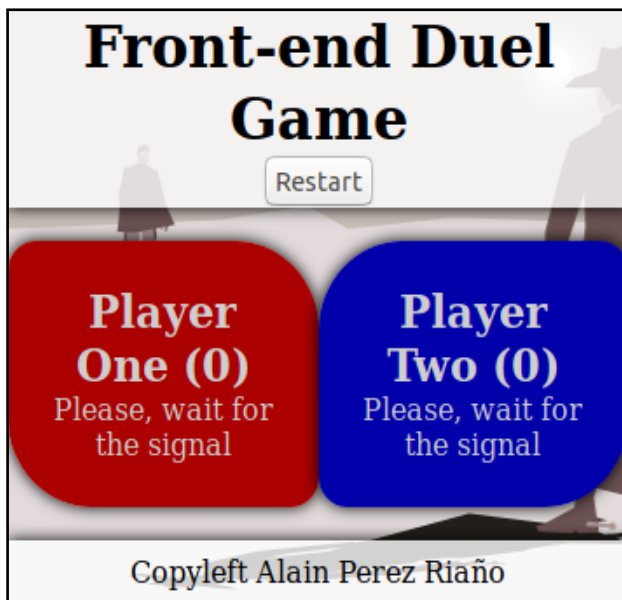 Front-end Duel
Game
Restart
Player
One (0)
Please, wait for
the signal
Player
Two (0)
Please, wait for
the signal
Copyleft Alain Perez Riaño